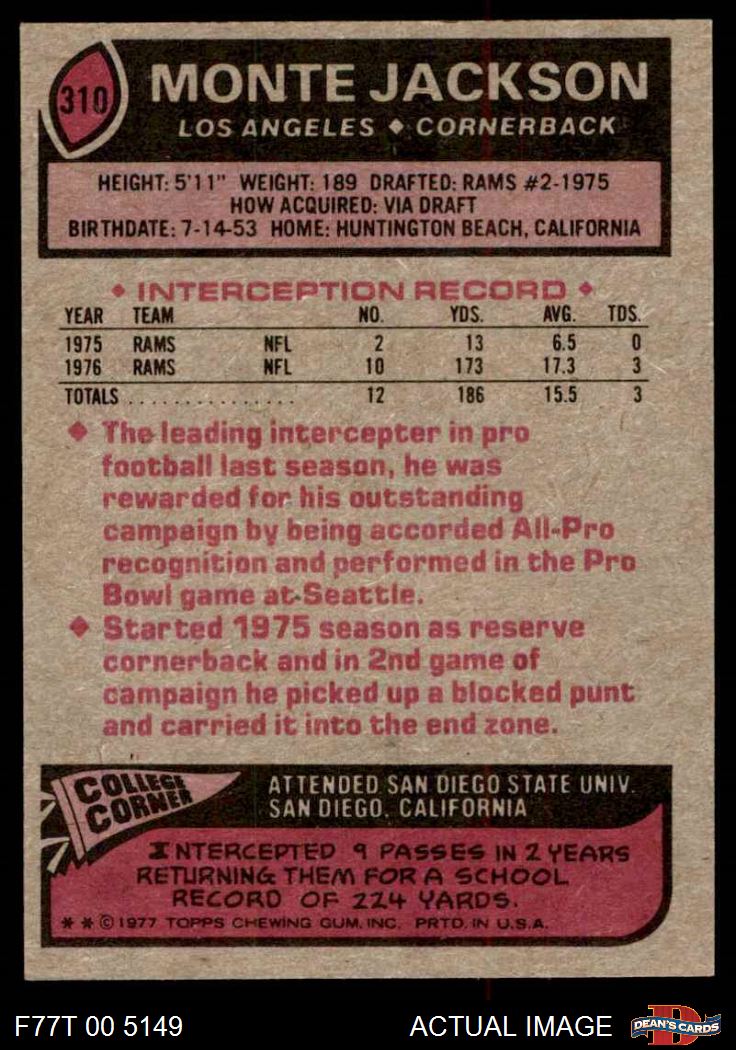 310
MONTE JACKSON
LOS ANGELES ◆ CORNERBACK
HEIGHT: 5'11" WEIGHT: 189 DRAFTED: RAMS #2-1975
HOW ACQUIRED: VIA DRAFT
BIRTHDATE: 7-14-53 HOME: HUNTINGTON BEACH, CALIFORNIA
◆ INTERCEPTION RECORD ◆
YEAR TEAM NO. YDS. AVG. TDS.
1975 RAMS NFL 2 13 6.5 0
1976 RAMS NFL 10 173 17.3 3
TOTALS ............... 12 186 15.5 3
◆ The leading intercepter in pro
football last season, he was
rewarded for his outstanding
campaign by being accorded All-Pro
recognition and performed in the Pro
Bowl game at Seattle.
◆ Started 1975 season as reserve
cornerback and in 2nd game of
campaign he picked up a blocked punt
and carried it into the end zone.
COLLEGE
CORNER
ATTENDED SAN DIEGO STATE UNIV.
SAN DIEGO, CALIFORNIA
INTERCEPTED 9 PASSES IN 2 YEARS
RETURNING THEM FOR A SCHOOL
RECORD OF 224 YARDS.
* * © 1977 TOPPS CHEWING GUM, INC. PRTD. IN U.S.A.
F77T 00 5149 ACTUAL IMAGE
D
DEAN'S CARDS